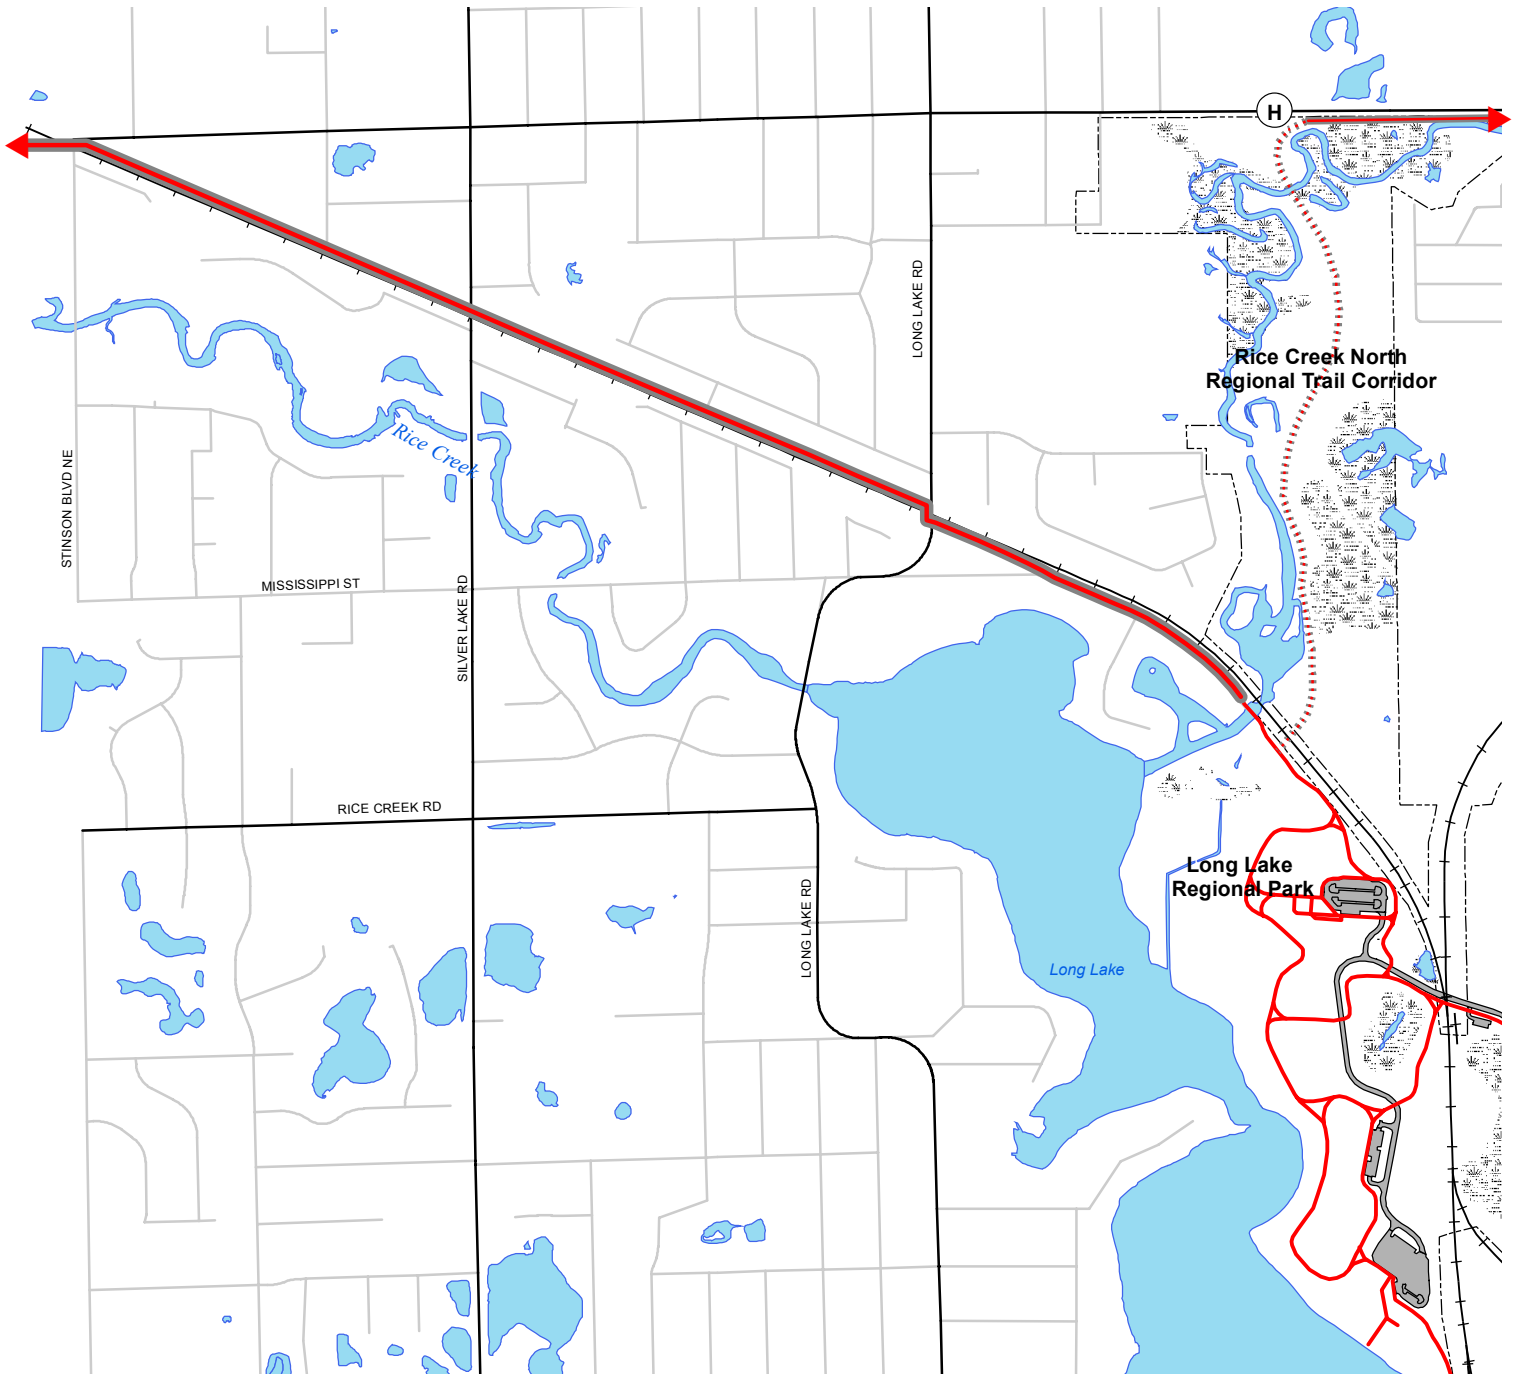 H
LONG LAKE RD
Rice Creek North
Regional Trail Corridor
Rice Creek
STINSON BLVD NE
MISSISSIPPI ST
SILVER LAKE RD
RICE CREEK RD
Long Lake
Regional Park
LONG LAKE RD
Long Lake